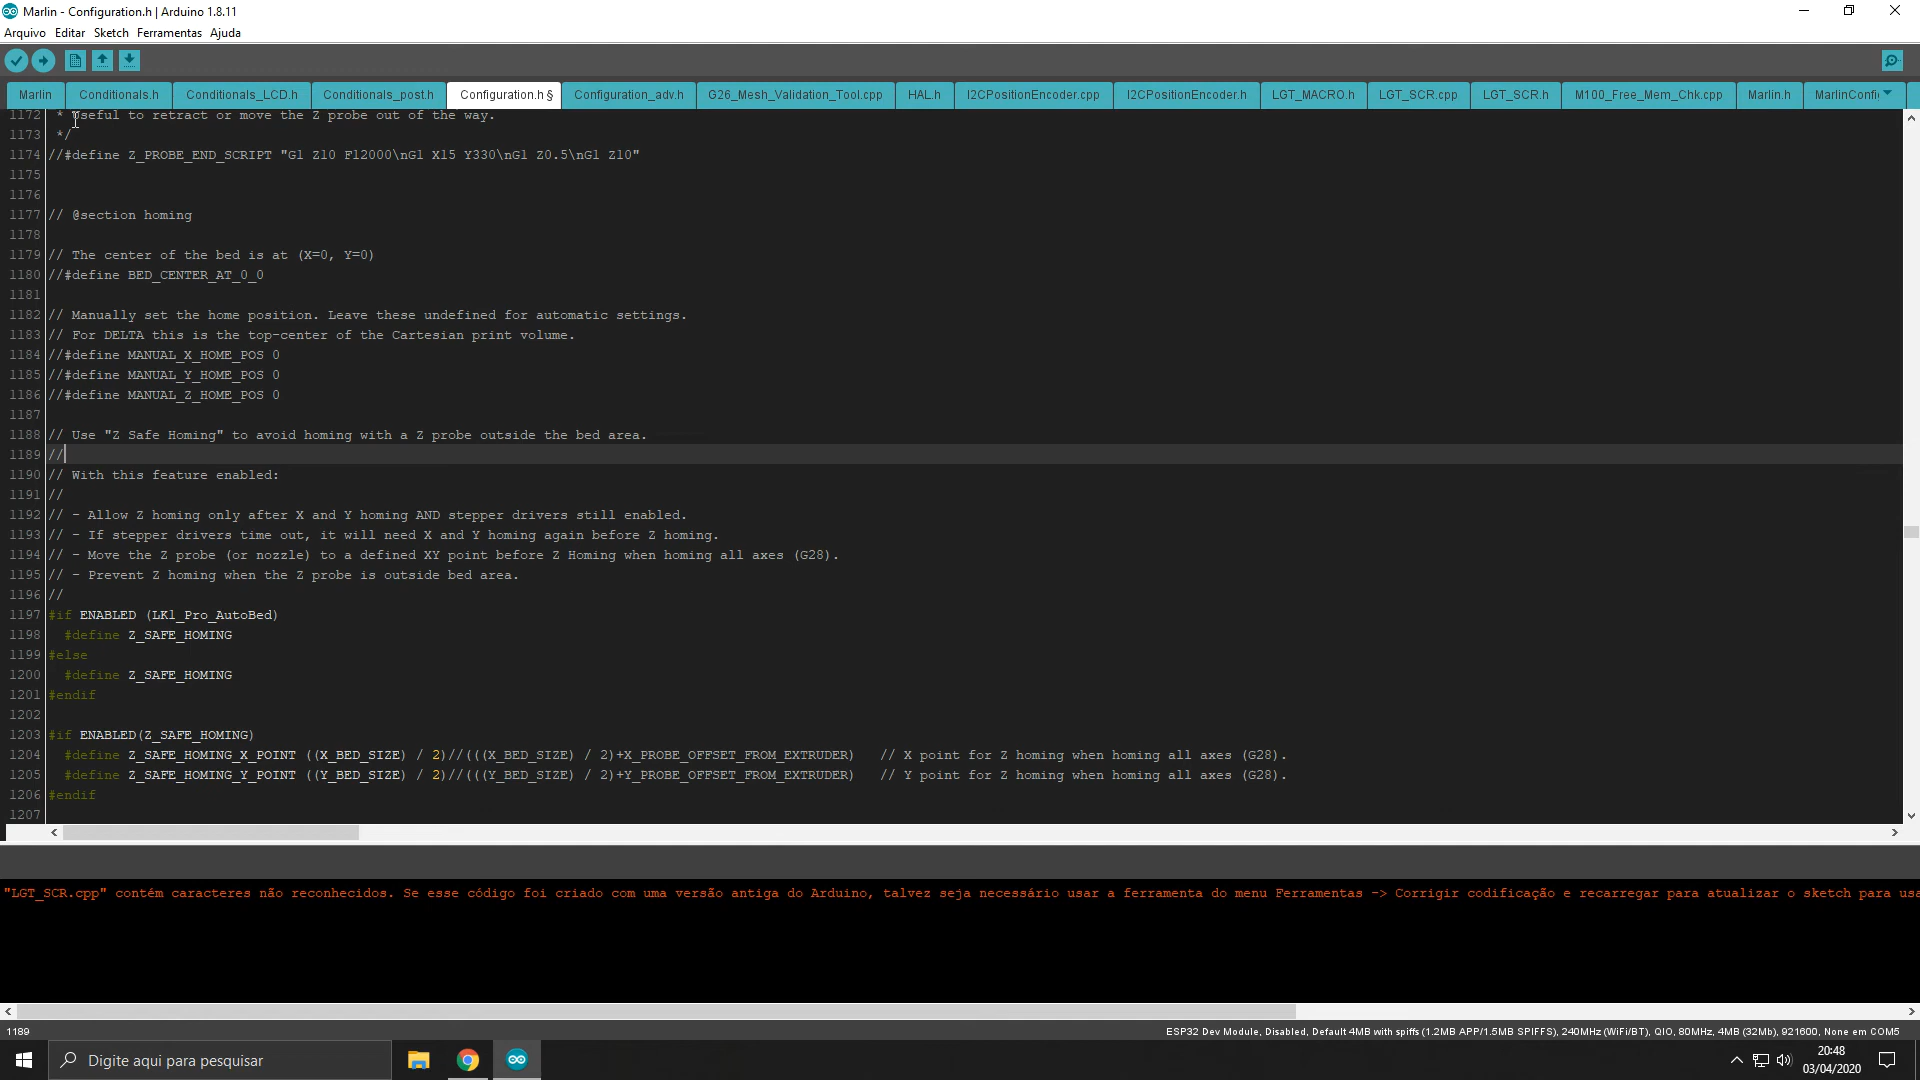 Marlin - Configuration.h | Arduino 1.8.11
Arquivo Editar Sketch Ferramentas Ajuda
Marlin Conditionals.h Conditionals_LCD.h Conditionals_post.h Configuration.h § Configuration_adv.h G26_Mesh_Validation_Tool.cpp HAL.h I2CPositionEncoder.cpp I2CPositionEncoder.h LGT_MACRO.h LGT_SCR.cpp LGT_SCR.h M100_Free_Mem_Chk.cpp Marlin.h MarlinConfi
1172 * Useful to retract or move the Z probe out of the way.
1173 */
1174 //#define Z_PROBE_END_SCRIPT "G1 Z10 F12000\nG1 X15 Y330\nG1 Z0.5\nG1 Z10"
1175
1176
1177 // @section homing
1178
1179 // The center of the bed is at (X=0, Y=0)
1180 //#define BED_CENTER_AT_0_0
1181
1182 // Manually set the home position. Leave these undefined for automatic settings.
1183 // For DELTA this is the top-center of the Cartesian print volume.
1184 //#define MANUAL_X_HOME_POS 0
1185 //#define MANUAL_Y_HOME_POS 0
1186 //#define MANUAL_Z_HOME_POS 0
1187
1188 // Use "Z Safe Homing" to avoid homing with a Z probe outside the bed area.
1189 //
1190 // With this feature enabled:
1191 //
1192 // - Allow Z homing only after X and Y homing AND stepper drivers still enabled.
1193 // - If stepper drivers time out, it will need X and Y homing again before Z homing.
1194 // - Move the Z probe (or nozzle) to a defined XY point before Z Homing when homing all axes (G28).
1195 // - Prevent Z homing when the Z probe is outside bed area.
1196 //
1197 #if ENABLED (LK1_Pro_AutoBed)
1198 #define Z_SAFE_HOMING
1199 #else
1200 #define Z_SAFE_HOMING
1201 #endif
1202
1203 #if ENABLED(Z_SAFE_HOMING)
1204 #define Z_SAFE_HOMING_X_POINT ((X_BED_SIZE) / 2)//(((X_BED_SIZE) / 2)+X_PROBE_OFFSET_FROM_EXTRUDER) // X point for Z homing when homing all axes (G28).
1205 #define Z_SAFE_HOMING_Y_POINT ((Y_BED_SIZE) / 2)//(((Y_BED_SIZE) / 2)+Y_PROBE_OFFSET_FROM_EXTRUDER) // Y point for Z homing when homing all axes (G28).
1206 #endif
1207
"LGT_SCR.cpp" contém caracteres não reconhecidos. Se esse código foi criado com uma versão antiga do Arduino, talvez seja necessário usar a ferramenta do menu Ferramentas -> Corrigir codificação e recarregar para atualizar o sketch para usa
1189 ESP32 Dev Module, Disabled, Default 4MB with spiffs (1.2MB APP/1.5MB SPIFFS), 240MHz (WiFi/BT), QIO, 80MHz, 4MB (32Mb), 921600, None em COM5
Digite aqui para pesquisar
20:48
03/04/2020